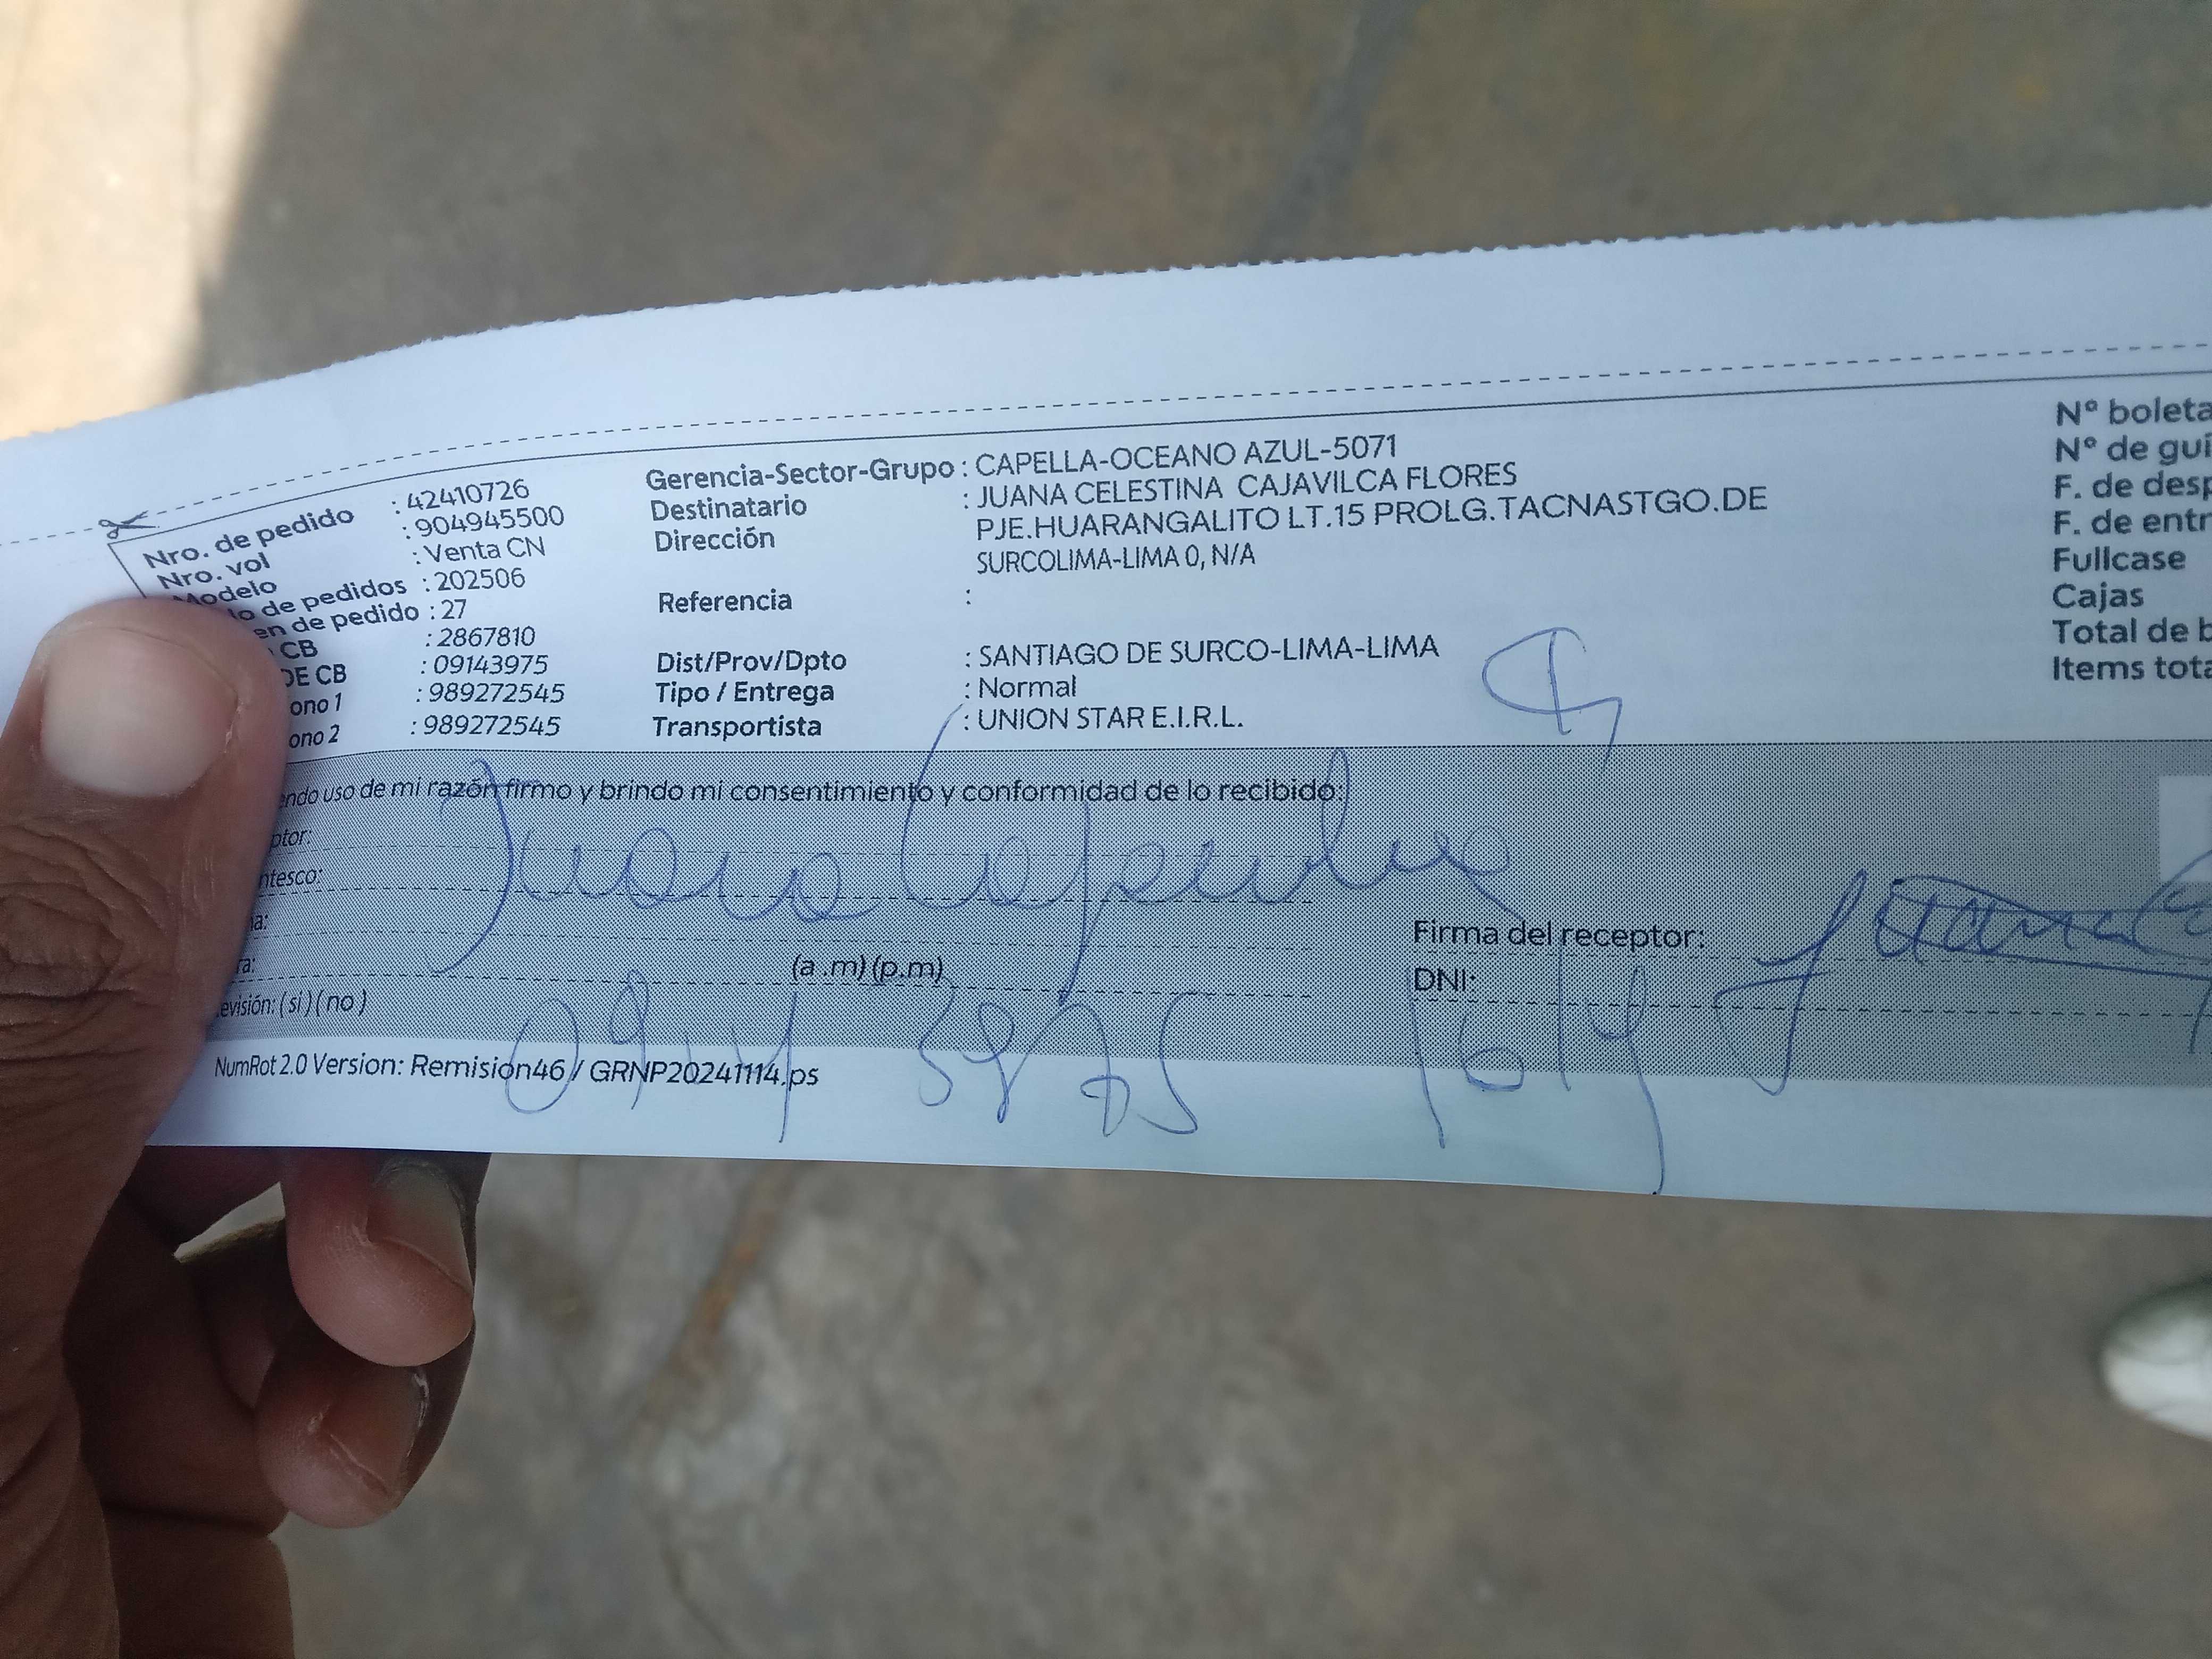 Nro. de pedido : 42410726
Nro. vol : 904945500
Modelo : Venta CN
de pedidos : 202506
en de pedido : 27
CB : 2867810
DE CB : 09143975
ono 1 : 989272545
ono 2 : 989272545
Gerencia-Sector-Grupo : CAPELLA-OCEANO AZUL-5071
Destinatario : JUANA CELESTINA CAJAVILCA FLORES
Dirección PJE.HUARANGALITO LT.15 PROLG.TACNASTGO.DE
SURCOLIMA-LIMA 0, N/A
Referencia :
Dist/Prov/Dpto : SANTIAGO DE SURCO-LIMA-LIMA
Tipo / Entrega : Normal
Transportista : UNION STAR E.I.R.L.
Nº boleta
Nº de guí
F. de desp
F. de entr
Fullcase
Cajas
Total de b
Items tota
endo uso de mi razón firmo y brindo mi consentimiento y conformidad de lo recibido:
ptor:
ntesco:
a:
ra: (a .m) (p.m)
evisión: ( si ) ( no )
Firma del receptor:
DNI:
NumRot 2.0 Version: Remision46 / GRNP20241114.ps